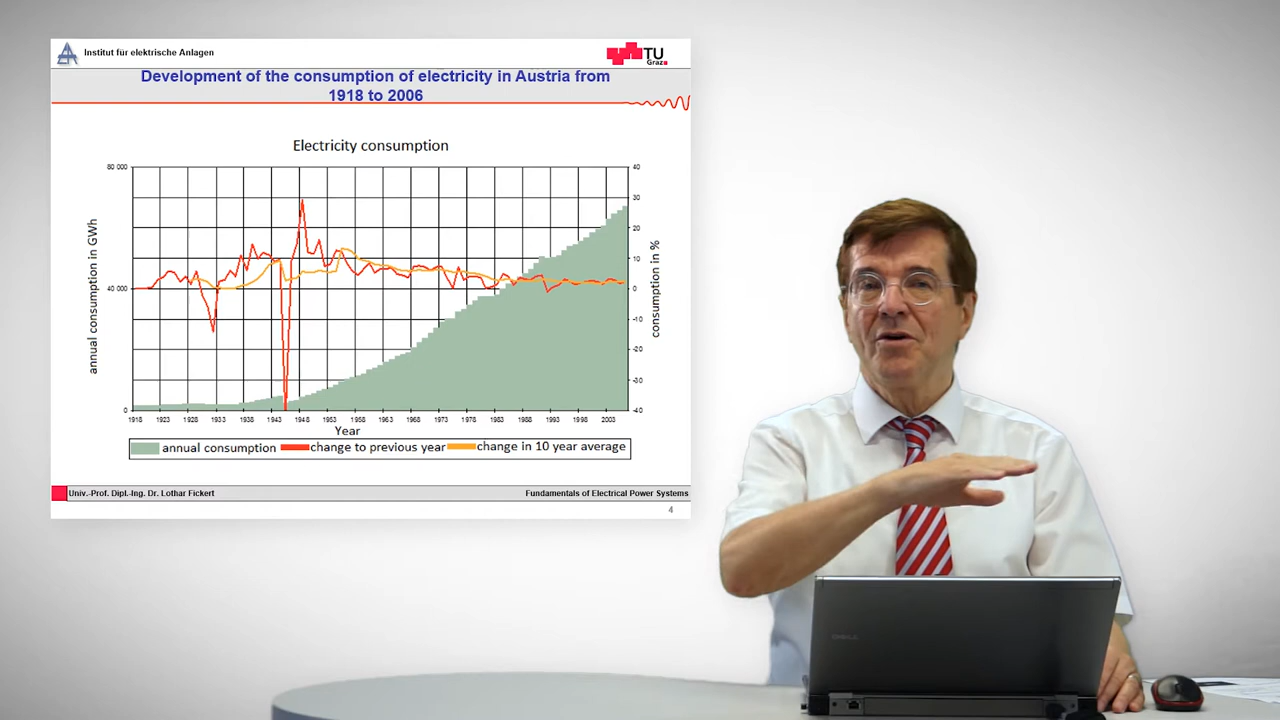 Institut für elektrische Anlagen
TU
Graz
Development of the consumption of electricity in Austria from
1918 to 2006
Electricity consumption
80 000
40 000
0
annual consumption in GWh
40
30
20
10
0
-10
-20
-30
-40
consumption in %
1918 1923 1928 1933 1938 1943 1948 1953 1958 1963 1968 1973 1978 1983 1988 1993 1998 2003
Year
annual consumption change to previous year change in 10 year average
Univ.-Prof. Dipl.-Ing. Dr. Lothar Fickert Fundamentals of Electrical Power Systems
4
DELL